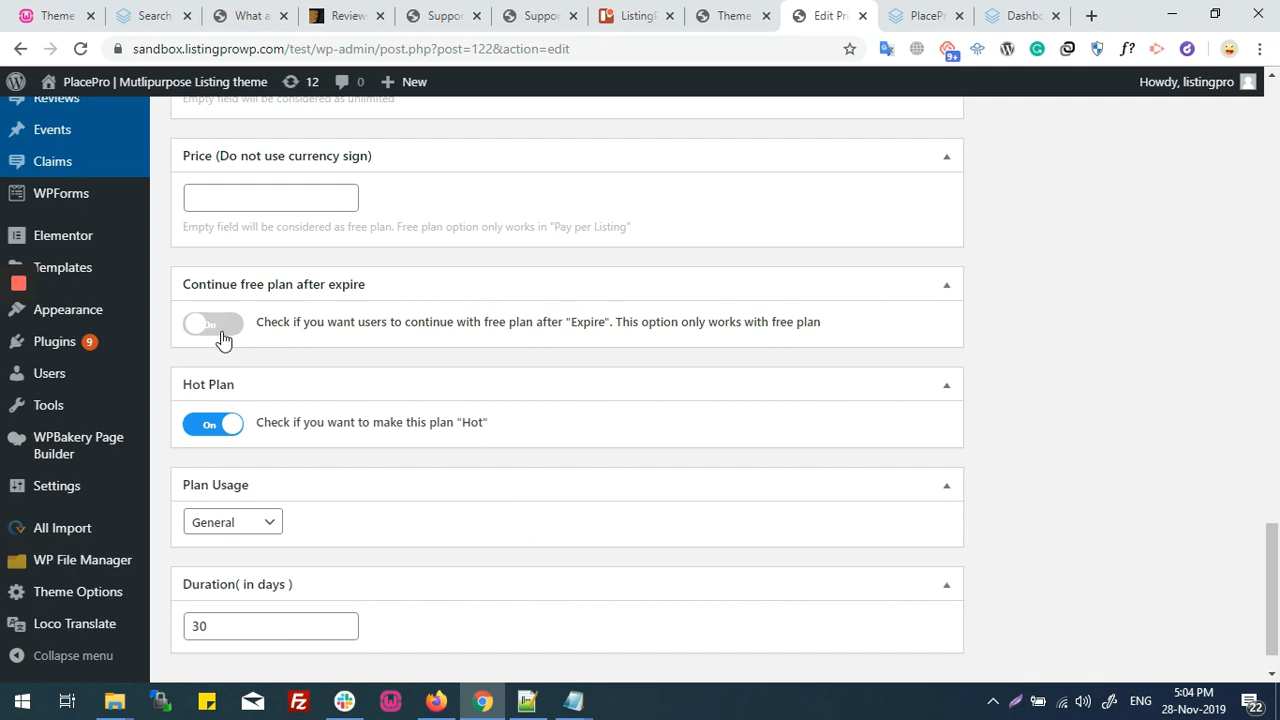 Theme
Search
What a
Review
Suppor
Suppor
ListingP
Theme
Edit Pri
PlacePr
Dashbo
sandbox.listingprowp.com/test/wp-admin/post.php?post=122&action=edit
9+
PlacePro | Mutlipurpose Listing theme
12
0
New
Howdy, listingpro
Reviews
Events
Claims
WPForms
Elementor
Templates
Appearance
Plugins 9
Users
Tools
WPBakery Page
Builder
Settings
All Import
WP File Manager
Theme Options
Loco Translate
Collapse menu
Empty field will be considered as unlimited
Price (Do not use currency sign)
Empty field will be considered as free plan. Free plan option only works in "Pay per Listing"
Continue free plan after expire
On
Check if you want users to continue with free plan after "Expire". This option only works with free plan
Hot Plan
On
Check if you want to make this plan "Hot"
Plan Usage
General
Duration( in days )
30
ENG
5:04 PM
28-Nov-2019
22